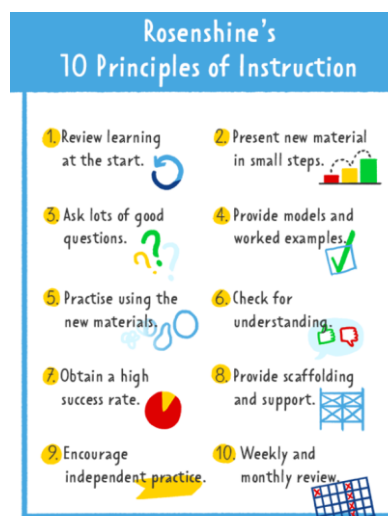 Rosenshine's
10 Principles of Instruction
1. Review learning
at the start.
2. Present new material
in small steps.
3. Ask lots of good
questions.
4. Provide models and
worked examples.
5. Practise using the
new materials.
6. Check for
understanding.
7. Obtain a high
success rate.
8. Provide scaffolding
and support.
9. Encourage
independent practice.
10. Weekly and
monthly review.